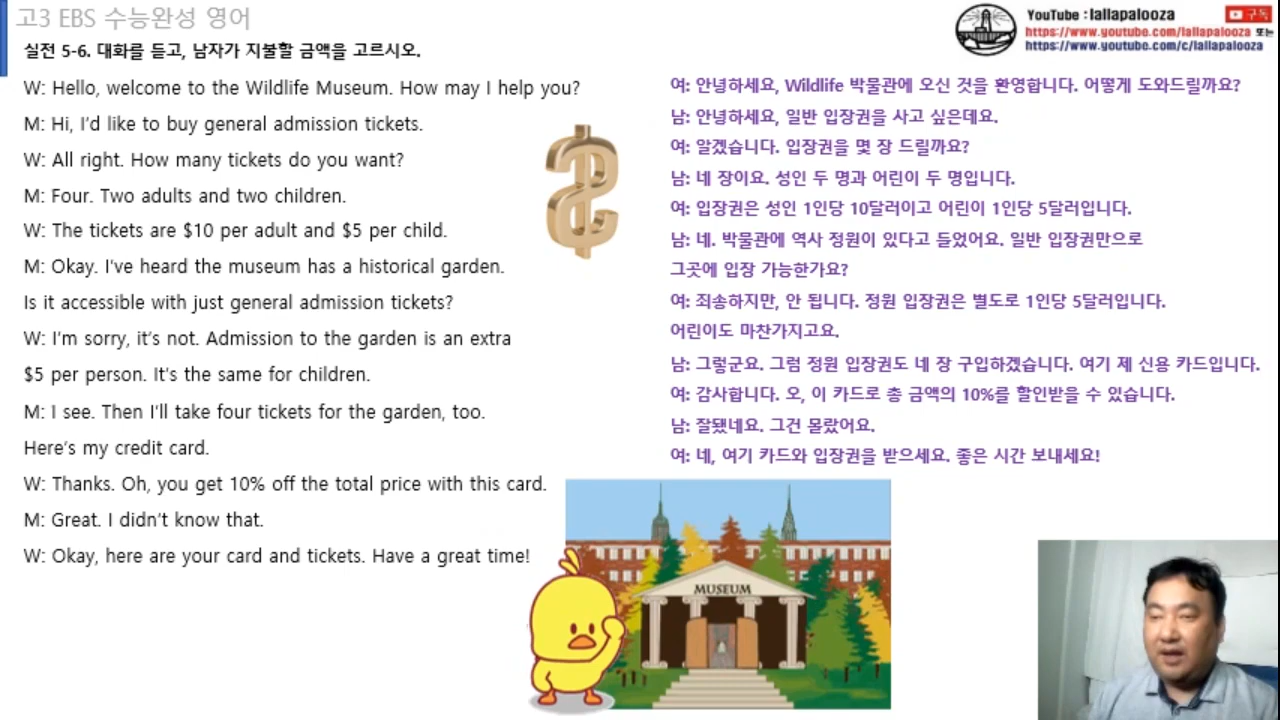 고3 EBS 수능완성 영어
YouTube : lallapalooza
구독
https://www.youtube.com/lallapalooza 또는
https://www.youtube.com/c/lallapalooza
실전 5-6. 대화를 듣고, 남자가 지불할 금액을 고르시오.
W: Hello, welcome to the Wildlife Museum. How may I help you?
M: Hi, I’d like to buy general admission tickets.
W: All right. How many tickets do you want?
M: Four. Two adults and two children.
W: The tickets are $10 per adult and $5 per child.
M: Okay. I’ve heard the museum has a historical garden.
Is it accessible with just general admission tickets?
W: I’m sorry, it’s not. Admission to the garden is an extra
$5 per person. It’s the same for children.
M: I see. Then I’ll take four tickets for the garden, too.
Here’s my credit card.
W: Thanks. Oh, you get 10% off the total price with this card.
M: Great. I didn’t know that.
W: Okay, here are your card and tickets. Have a great time!
여: 안녕하세요, Wildlife 박물관에 오신 것을 환영합니다. 어떻게 도와드릴까요?
남: 안녕하세요, 일반 입장권을 사고 싶은데요.
여: 알겠습니다. 입장권을 몇 장 드릴까요?
남: 네 장이요. 성인 두 명과 어린이 두 명입니다.
여: 입장권은 성인 1인당 10달러이고 어린이 1인당 5달러입니다.
남: 네. 박물관에 역사 정원이 있다고 들었어요. 일반 입장권만으로
그곳에 입장 가능한가요?
여: 죄송하지만, 안 됩니다. 정원 입장권은 별도로 1인당 5달러입니다.
어린이도 마찬가지고요.
남: 그렇군요. 그럼 정원 입장권도 네 장 구입하겠습니다. 여기 제 신용 카드입니다.
여: 감사합니다. 오, 이 카드로 총 금액의 10%를 할인받을 수 있습니다.
남: 잘됐네요. 그건 몰랐어요.
여: 네, 여기 카드와 입장권을 받으세요. 좋은 시간 보내세요!
MUSEUM